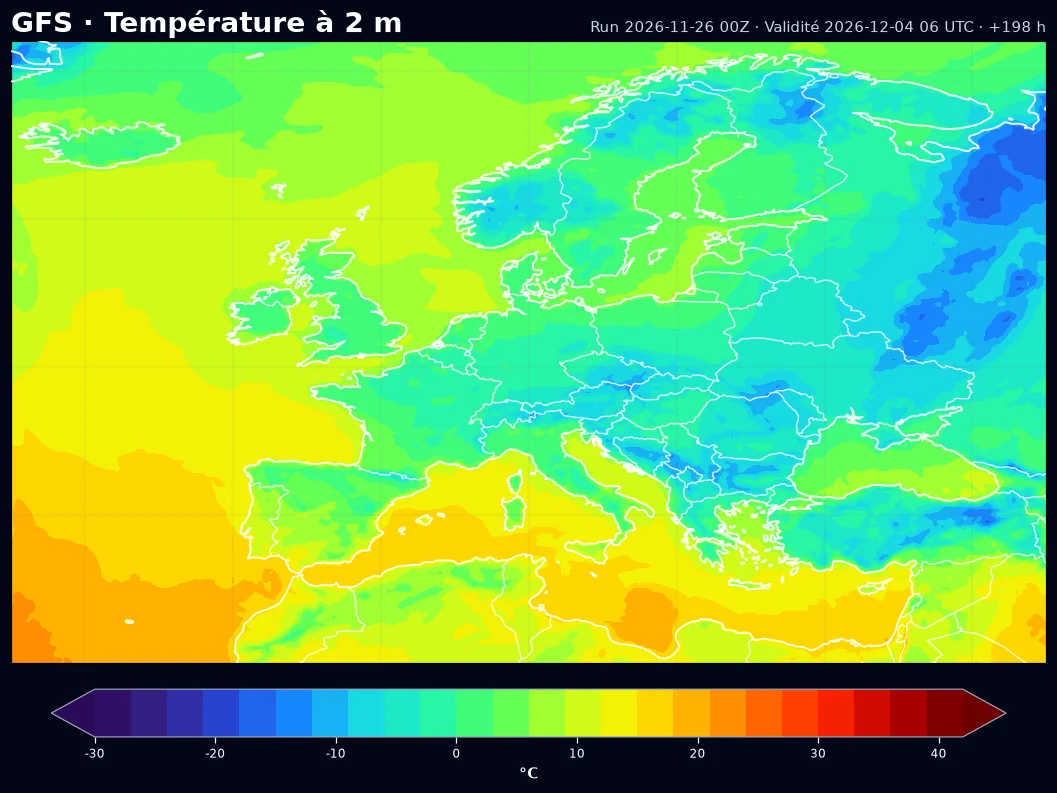 GFS · Température à 2 m
Run 2026-11-26 00Z · Validité 2026-12-04 06 UTC · +198 h
-30 -20 -10 0 10 20 30 40
°C